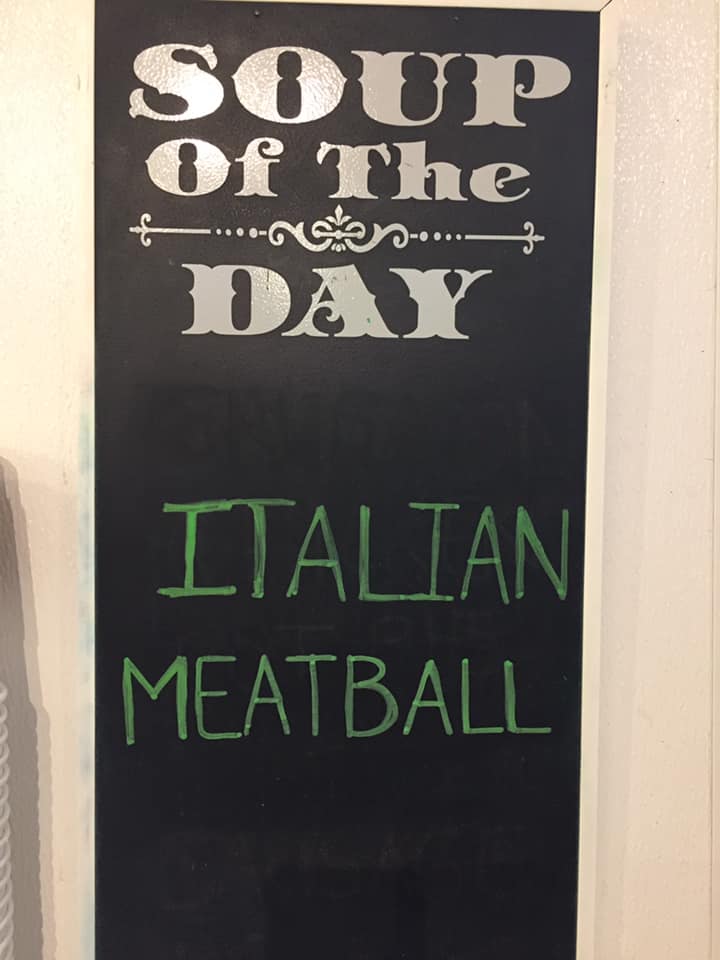 SOUP
Of The
DAY
ITALIAN
MEATBALL